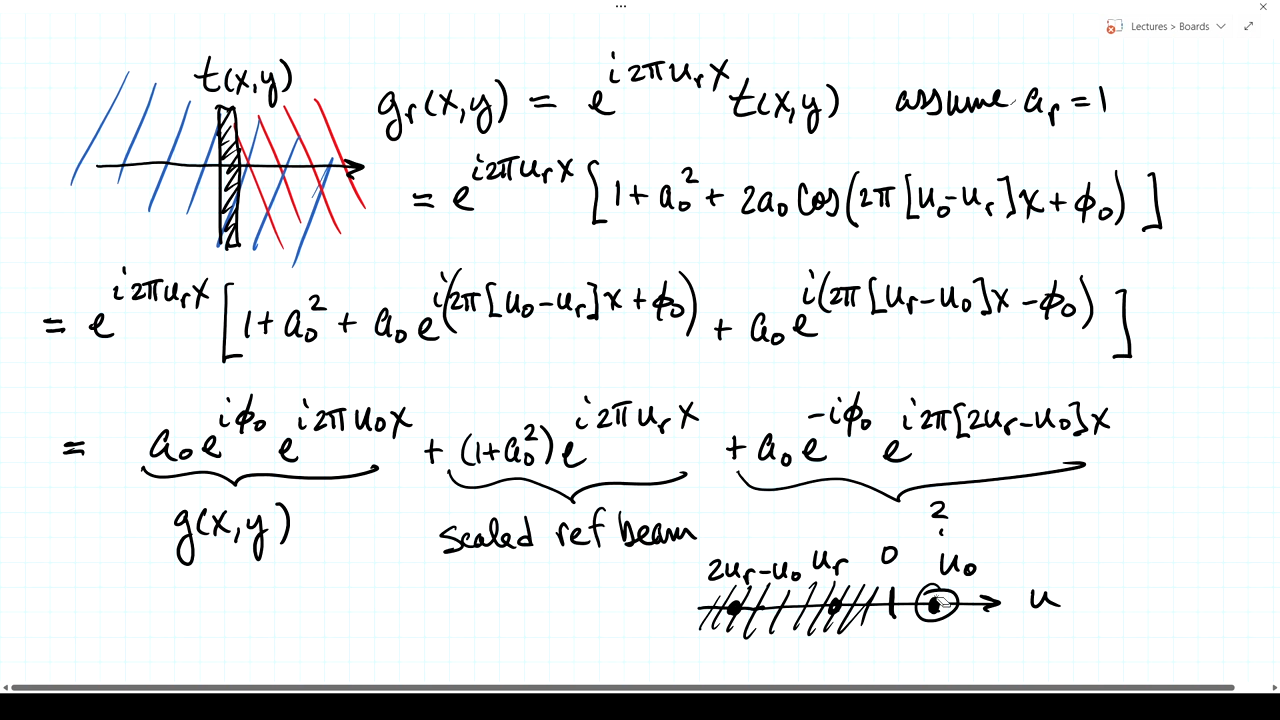 ...
×
Lectures > Boards
t(x,y)
g_r(x,y) = e^{i2πu_r x} t(x,y) assume a_r = 1
= e^{i2πu_r x} [1 + a_0^2 + 2a_0 cos(2π[u_0-u_r]x + ϕ_0)]
= e^{i2πu_r x} [1 + a_0^2 + a_0 e^{i(2π[u_0-u_r]x + ϕ_0)} + a_0 e^{i(2π[u_r-u_0]x - ϕ_0)}]
= a_0 e^{iϕ_0} e^{i2πu_0 x} + (1+a_0^2) e^{i2πu_r x} + a_0 e^{-iϕ_0} e^{i2π[2u_r-u_0]x}
g(x,y)
scaled ref beam
2u_r-u_0 u_r 0 u_0
u